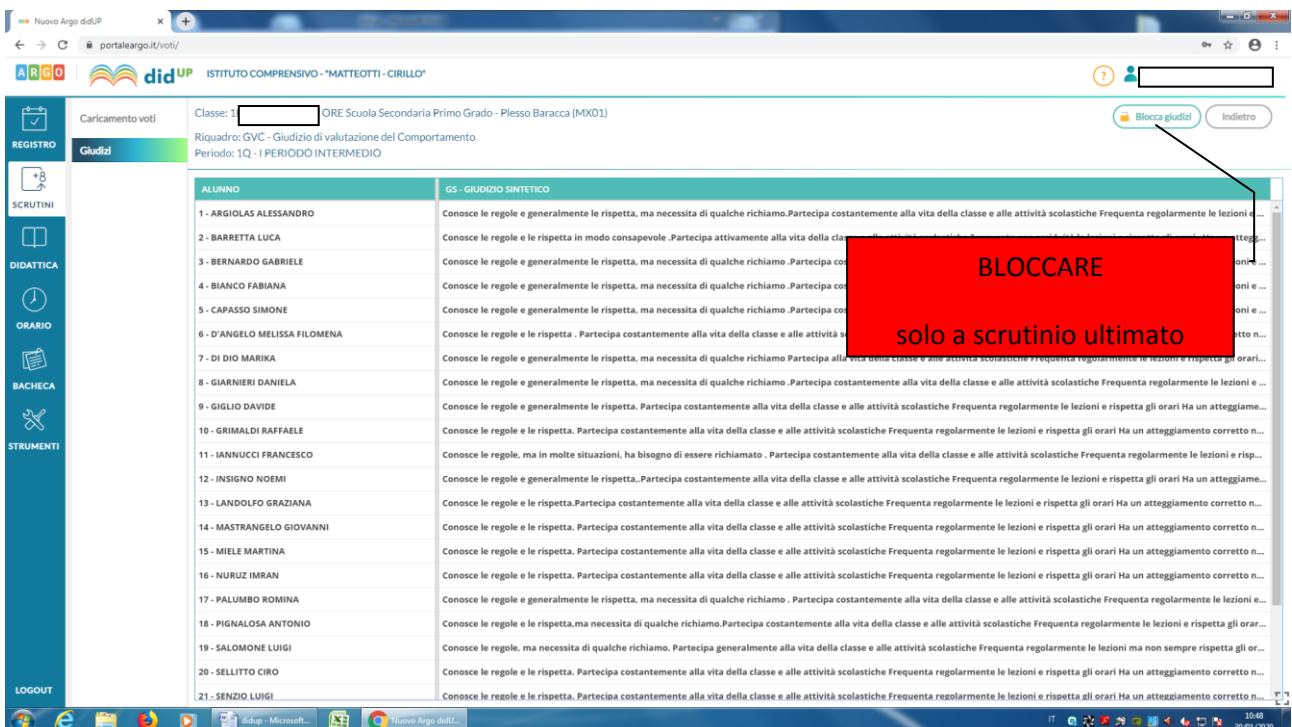 Nuovo Argo didUP
portaleargo.it/voti/
ARGO
didUP
ISTITUTO COMPRENSIVO - "MATTEOTTI - CIRILLO"
?
REGISTRO
SCRUTINI
DIDATTICA
ORARIO
BACHECA
STRUMENTI
LOGOUT
Caricamento voti
Giudizi
Classe: 1 ORE Scuola Secondaria Primo Grado - Plesso Baracca (MX01)
Riquadro: GVC - Giudizio di valutazione del Comportamento
Periodo: 1Q - I PERIODO INTERMEDIO
Blocca giudizi
Indietro
ALUNNO GS - GIUDIZIO SINTETICO
1 - ARGIOLAS ALESSANDRO Conosce le regole e generalmente le rispetta, ma necessita di qualche richiamo.Partecipa costantemente alla vita della classe e alle attività scolastiche Frequenta regolarmente le lezioni e ...
2 - BARRETTA LUCA Conosce le regole e le rispetta in modo consapevole .Partecipa attivamente alla vita della
3 - BERNARDO GABRIELE Conosce le regole e generalmente le rispetta, ma necessita di qualche richiamo .Partecipa
4 - BIANCO FABIANA Conosce le regole e generalmente le rispetta, ma necessita di qualche richiamo .Partecipa oni e ...
5 - CAPASSO SIMONE Conosce le regole e generalmente le rispetta, ma necessita di qualche richiamo .Partecipa oni e ...
6 - D'ANGELO MELISSA FILOMENA Conosce le regole e le rispetta . Partecipa costantemente alla vita della classe e alle attività etto n...
7 - DI DIO MARIKA Conosce le regole e generalmente le rispetta, ma necessita di qualche richiamo Partecipa alla vita della classe e alle attività scolastiche Frequenta regolarmente le lezioni e rispetta gli orari...
8 - GIARNIERI DANIELA Conosce le regole e generalmente le rispetta, ma necessita di qualche richiamo .Partecipa costantemente alla vita della classe e alle attività scolastiche Frequenta regolarmente le lezioni e ...
9 - GIGLIO DAVIDE Conosce le regole e generalmente le rispetta. Partecipa costantemente alla vita della classe e alle attività scolastiche Frequenta regolarmente le lezioni e rispetta gli orari Ha un atteggiame...
10 - GRIMALDI RAFFAELE Conosce le regole e le rispetta. Partecipa costantemente alla vita della classe e alle attività scolastiche Frequenta regolarmente le lezioni e rispetta gli orari Ha un atteggiamento corretto n...
11 - IANNUCCI FRANCESCO Conosce le regole, ma in molte situazioni, ha bisogno di essere richiamato . Partecipa costantemente alla vita della classe e alle attività scolastiche Frequenta regolarmente le lezioni e risp...
12 - INSIGNO NOEMI Conosce le regole e generalmente le rispetta,.Partecipa costantemente alla vita della classe e alle attività scolastiche Frequenta regolarmente le lezioni e rispetta gli orari Ha un atteggiame...
13 - LANDOLFO GRAZIANA Conosce le regole e le rispetta.Partecipa costantemente alla vita della classe e alle attività scolastiche Frequenta regolarmente le lezioni e rispetta gli orari Ha un atteggiamento corretto n...
14 - MASTRANGELO GIOVANNI Conosce le regole e le rispetta. Partecipa costantemente alla vita della classe e alle attività scolastiche Frequenta regolarmente le lezioni e rispetta gli orari Ha un atteggiamento corretto n...
15 - MIELE MARTINA Conosce le regole e le rispetta. Partecipa costantemente alla vita della classe e alle attività scolastiche Frequenta regolarmente le lezioni e rispetta gli orari Ha un atteggiamento corretto n...
16 - NURUZ IMRAN Conosce le regole e le rispetta. Partecipa costantemente alla vita della classe e alle attività scolastiche Frequenta regolarmente le lezioni e rispetta gli orari Ha un atteggiamento corretto n...
17 - PALUMBO ROMINA Conosce le regole e generalmente le rispetta, ma necessita di qualche richiamo . Partecipa costantemente alla vita della classe e alle attività scolastiche Frequenta regolarmente le lezioni e...
18 - PIGNALOSA ANTONIO Conosce le regole e le rispetta,ma necessita di qualche richiamo.Partecipa costantemente alla vita della classe e alle attività scolastiche Frequenta regolarmente le lezioni e rispetta gli orar...
19 - SALOMONE LUIGI Conosce le regole, ma necessita di qualche richiamo. Partecipa generalmente alla vita della classe e alle attività scolastiche Frequenta regolarmente le lezioni ma non sempre rispetta gli or...
20 - SELLITTO CIRO Conosce le regole e le rispetta. Partecipa costantemente alla vita della classe e alle attività scolastiche Frequenta regolarmente le lezioni e rispetta gli orari Ha un atteggiamento corretto n...
21 - SENZIO LUIGI Conosce le regole e le rispetta. Partecipa costantemente alla vita della classe e alle attività scolastiche Frequenta regolarmente le lezioni e rispetta gli orari Ha un atteggiamento corretto n...
BLOCCARE
solo a scrutinio ultimato
didup - Microsoft...
Nuovo Argo didU...
IT
10:48
30/01/2020